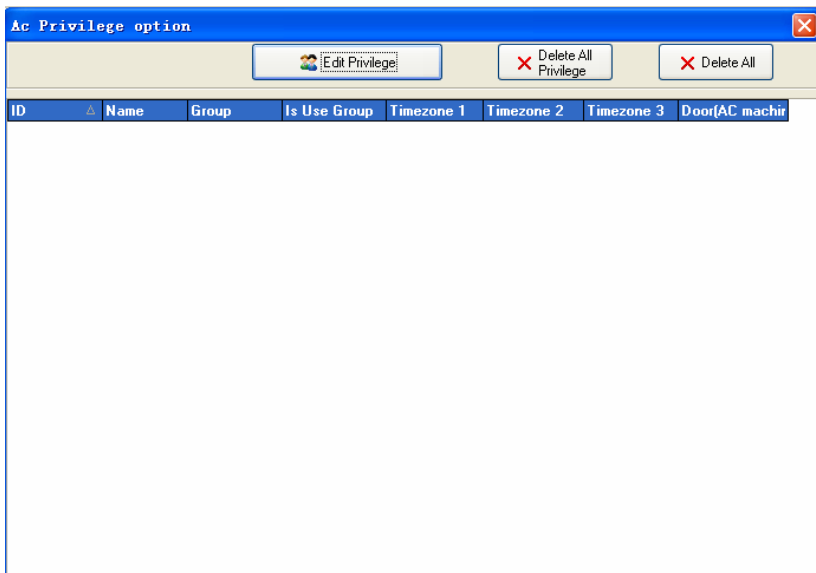 Ac Privilege option
Edit Privilege
Delete All
Privilege
Delete All
ID Name Group Is Use Group Timezone 1 Timezone 2 Timezone 3 Door(AC machin